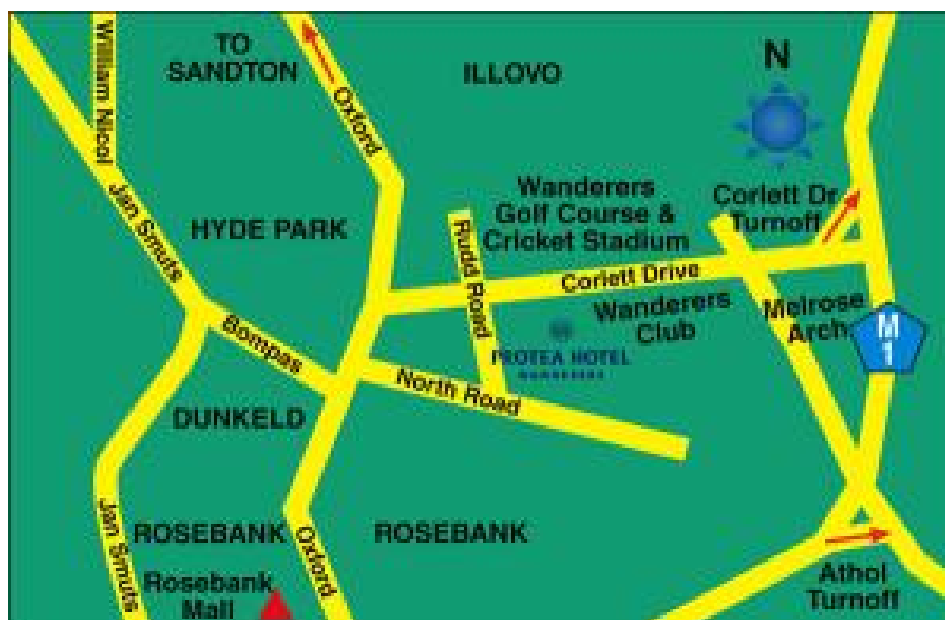 TO
SANDTON
ILLOVO
N
William Nicol
Oxford
Jan Smuts
HYDE PARK
Wanderers
Golf Course &
Cricket Stadium
Corlett Dr
Turnoff
Rudd Road
Corlett Drive
Wanderers
Club
Melrose
Arch
M
1
Bompas
PROTEA HOTEL
WANDERERS
North Road
DUNKELD
Jan Smuts
ROSEBANK
Oxford
ROSEBANK
Rosebank
Mall
Athol
Turnoff